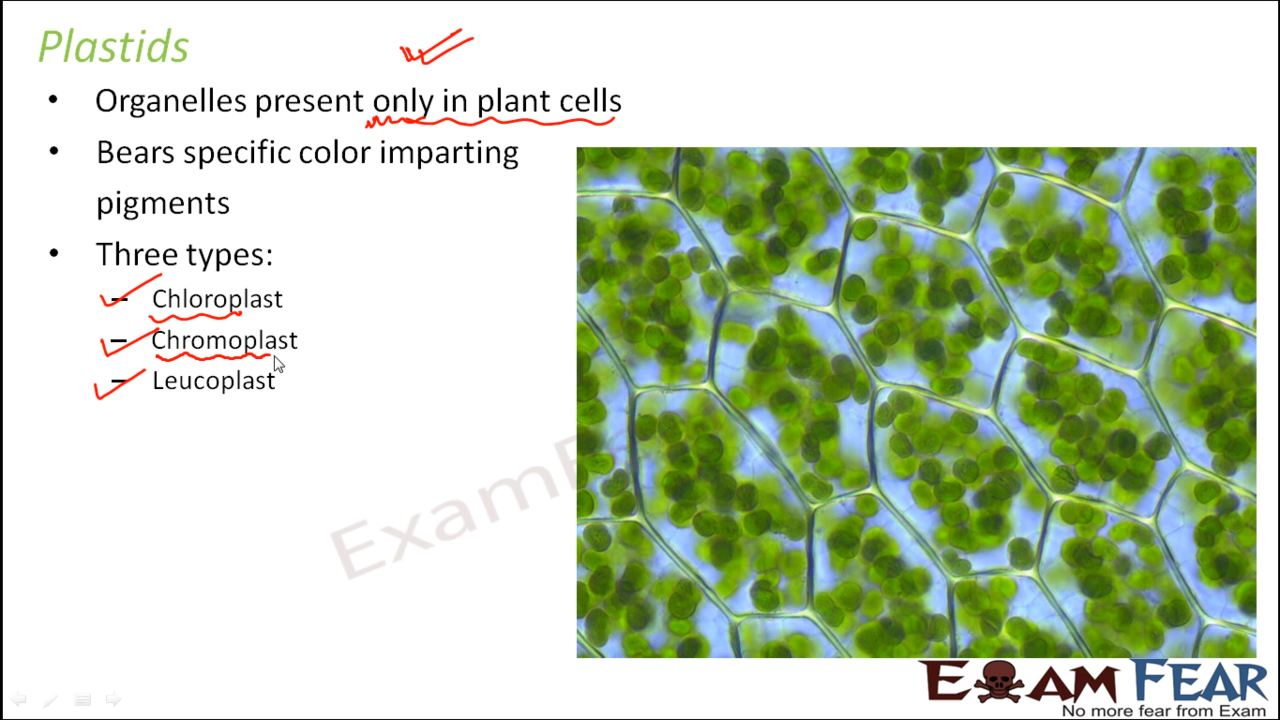 Plastids
• Organelles present only in plant cells
• Bears specific color imparting
pigments
• Three types:
– Chloroplast
– Chromoplast
– Leucoplast
ExamF
EXAM FEAR
No more fear from Exam